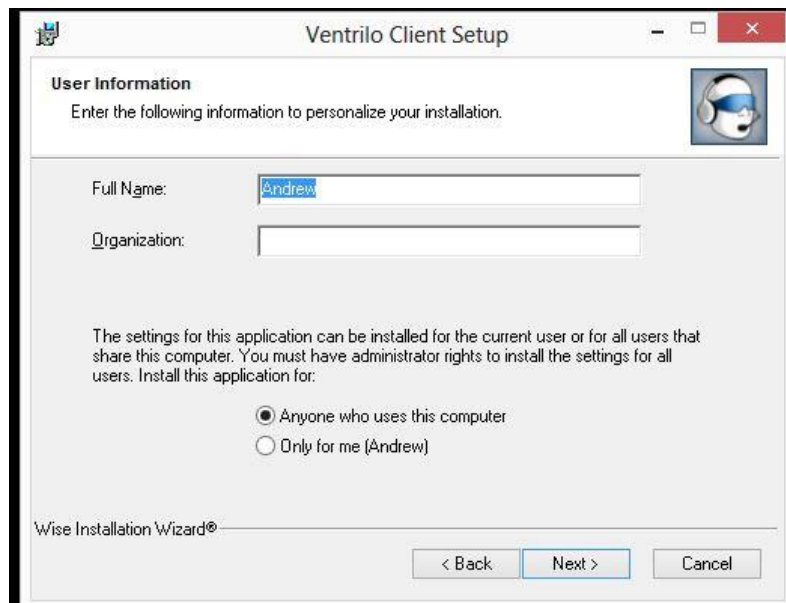 Ventrilo Client Setup
User Information
Enter the following information to personalize your installation.
Full Name:
Andrew
Organization:
The settings for this application can be installed for the current user or for all users that
share this computer. You must have administrator rights to install the settings for all
users. Install this application for:
Anyone who uses this computer
Only for me (Andrew)
Wise Installation Wizard®
< Back
Next >
Cancel